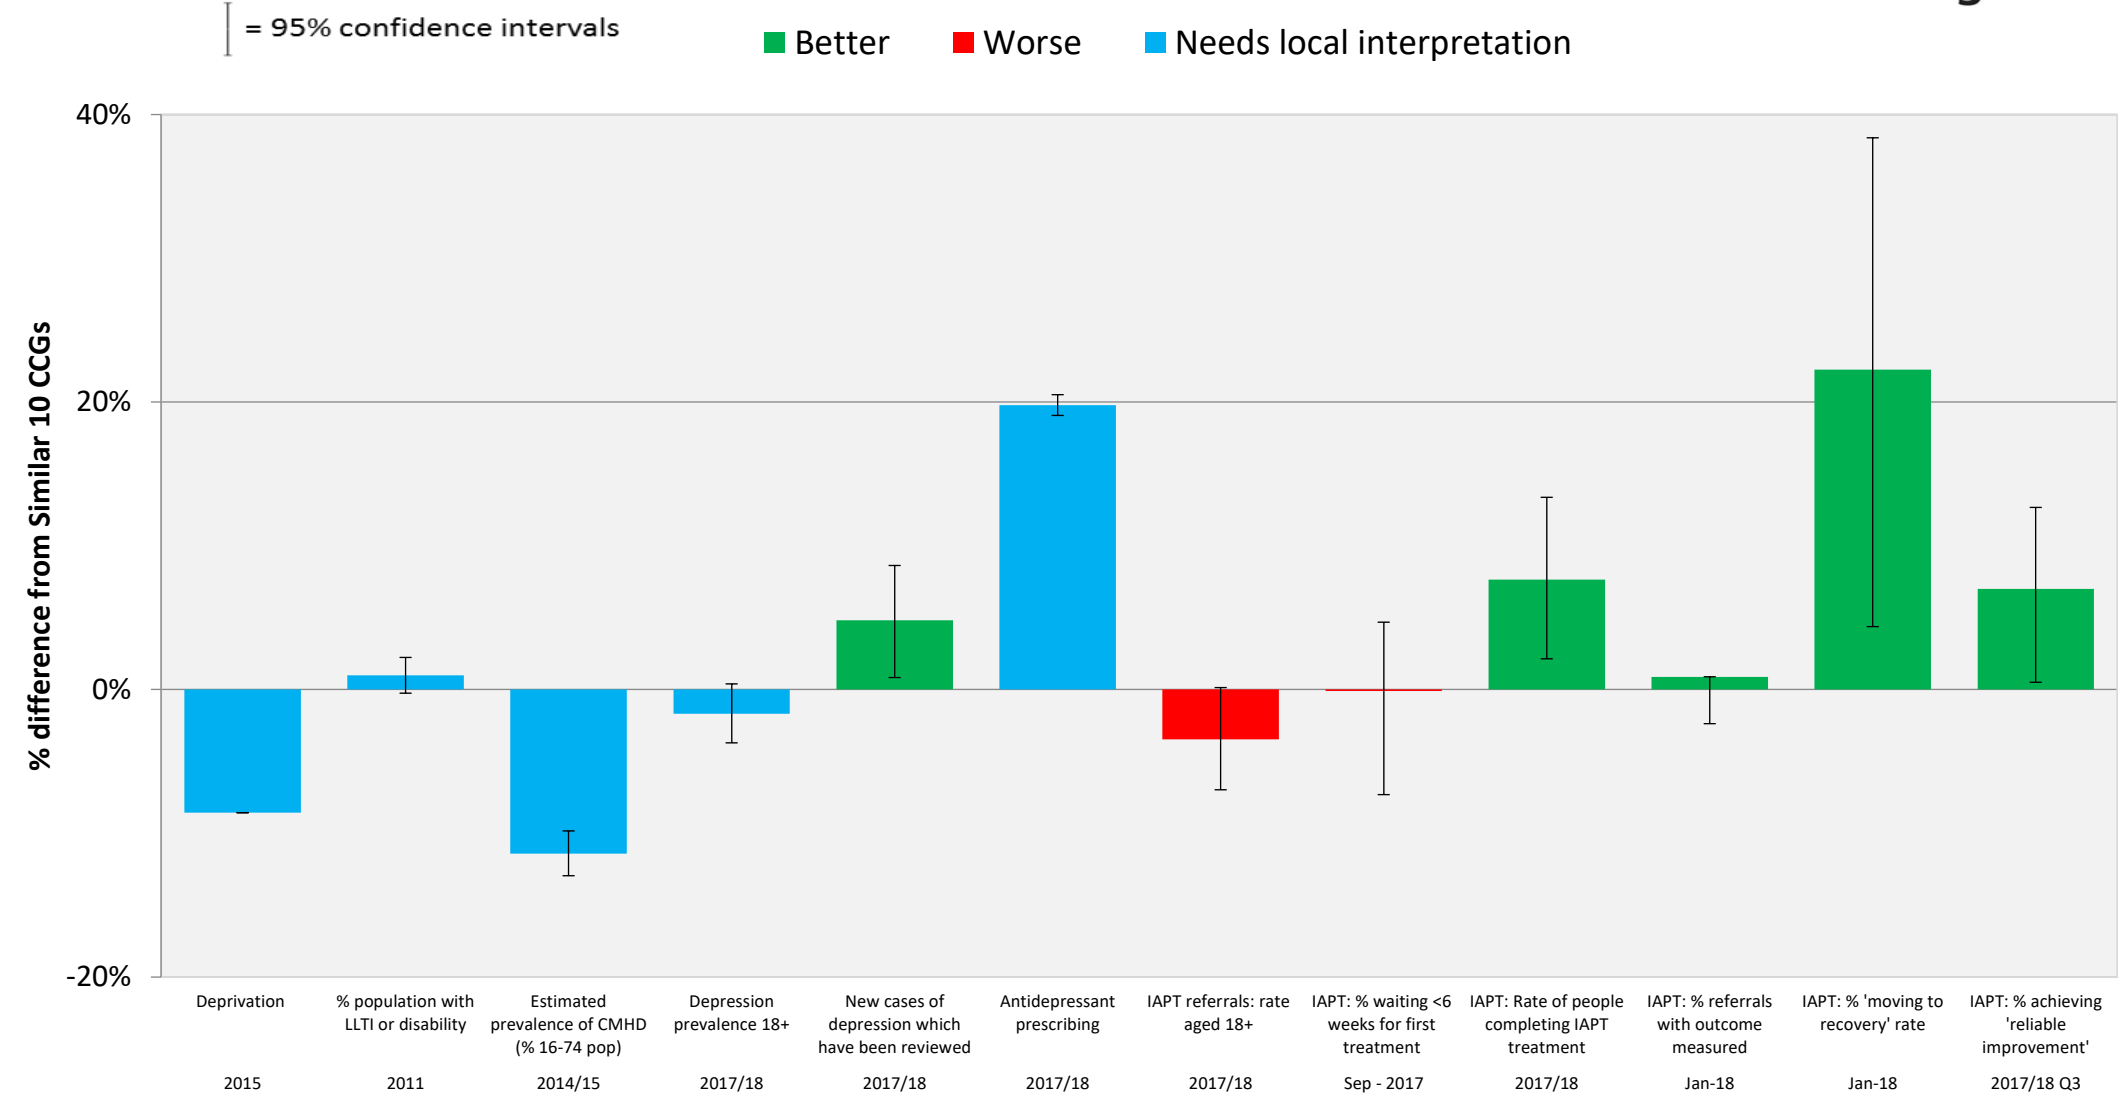 = 95% confidence intervals
Better
Worse
Needs local interpretation
% difference from Similar 10 CCGs
40%
20%
0%
-20%
Deprivation
2015
% population with
LLTI or disability
2011
Estimated
prevalence of CMHD
(% 16-74 pop)
2014/15
Depression
prevalence 18+
2017/18
New cases of
depression which
have been reviewed
2017/18
Antidepressant
prescribing
2017/18
IAPT referrals: rate
aged 18+
2017/18
IAPT: % waiting <6
weeks for first
treatment
Sep - 2017
IAPT: Rate of people
completing IAPT
treatment
2017/18
IAPT: % referrals
with outcome
measured
Jan-18
IAPT: % 'moving to
recovery' rate
Jan-18
IAPT: % achieving
'reliable
improvement'
2017/18 Q3